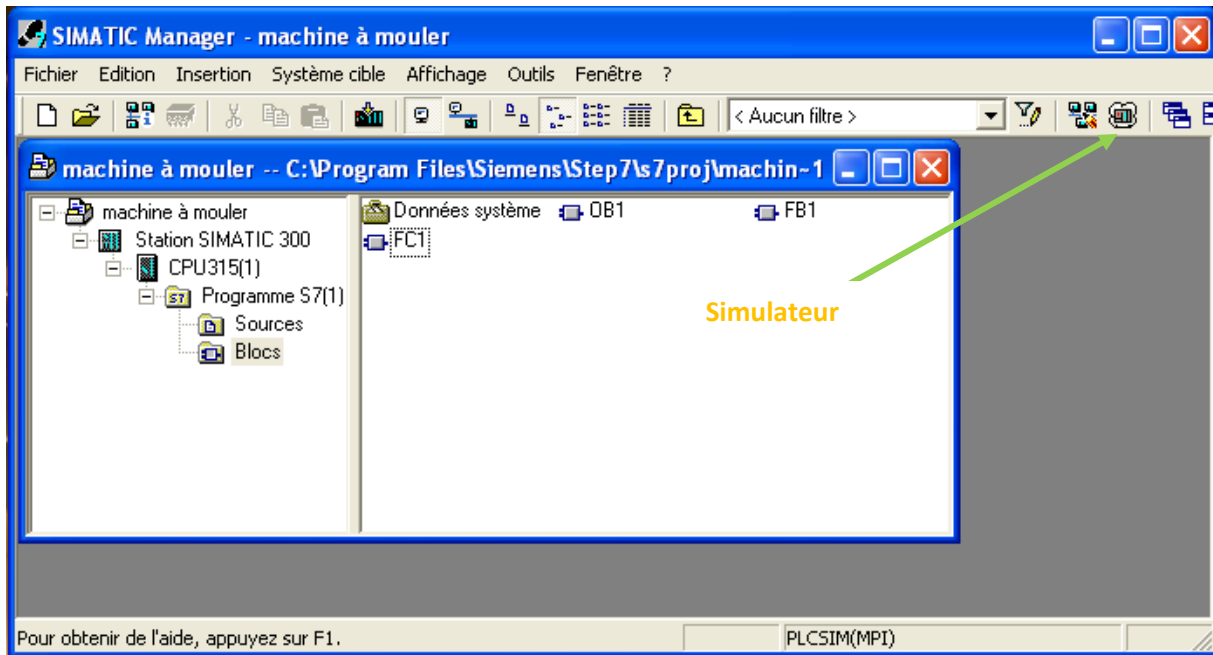 SIMATIC Manager - machine à mouler
Fichier Edition Insertion Système cible Affichage Outils Fenêtre ?
< Aucun filtre >
machine à mouler -- C:\Program Files\Siemens\Step7\s7proj\machin~1
machine à mouler
Station SIMATIC 300
CPU315(1)
S7 Programme S7(1)
Sources
Blocs
Données système OB1 FB1
FC1
Simulateur
Pour obtenir de l'aide, appuyez sur F1. PLCSIM(MPI)